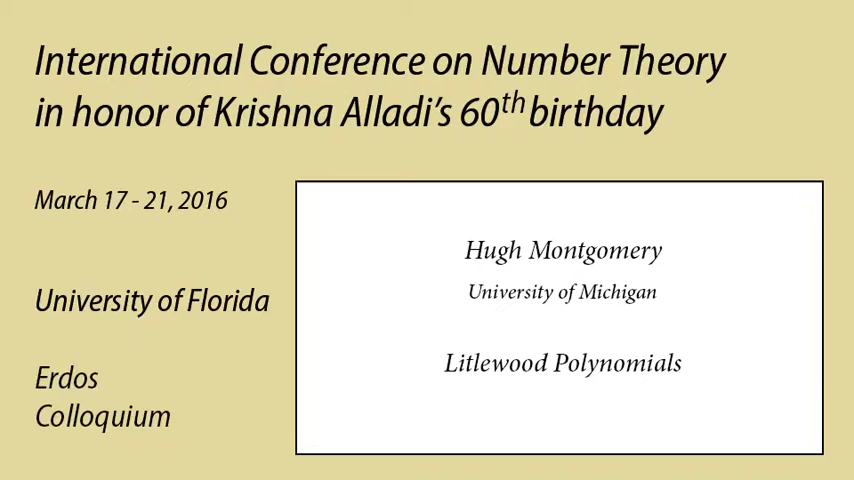 International Conference on Number Theory
in honor of Krishna Alladi's 60th birthday
March 17 - 21, 2016
University of Florida
Erdos
Colloquium
Hugh Montgomery
University of Michigan
Litlewood Polynomials